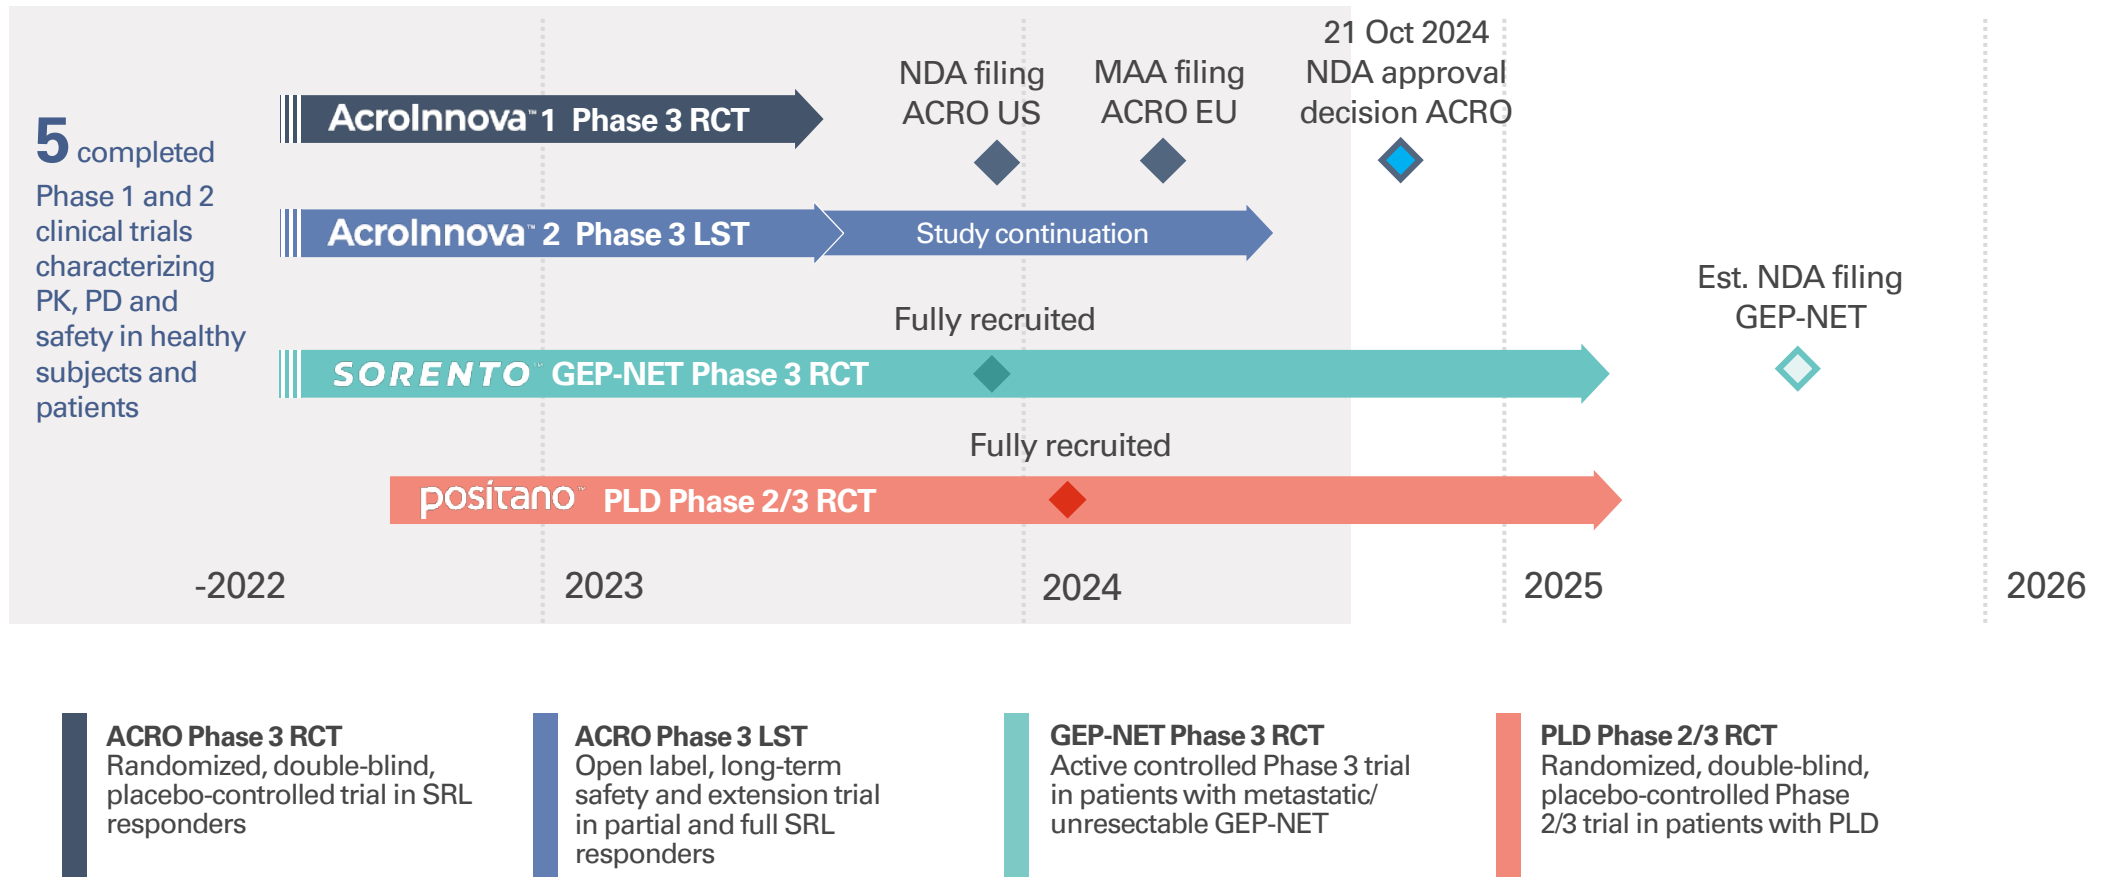 5 completed
Phase 1 and 2
clinical trials
characterizing
PK, PD and
safety in healthy
subjects and
patients
AcroInnova™ 1 Phase 3 RCT
NDA filing
ACRO US
MAA filing
ACRO EU
21 Oct 2024
NDA approval
decision ACRO
AcroInnova™ 2 Phase 3 LST
Study continuation
Fully recruited
SORENTO™ GEP-NET Phase 3 RCT
Est. NDA filing
GEP-NET
Fully recruited
positano™ PLD Phase 2/3 RCT
-2022
2023
2024
2025
2026
ACRO Phase 3 RCT
Randomized, double-blind,
placebo-controlled trial in SRL
responders
ACRO Phase 3 LST
Open label, long-term
safety and extension trial
in partial and full SRL
responders
GEP-NET Phase 3 RCT
Active controlled Phase 3 trial
in patients with metastatic/
unresectable GEP-NET
PLD Phase 2/3 RCT
Randomized, double-blind,
placebo-controlled Phase
2/3 trial in patients with PLD